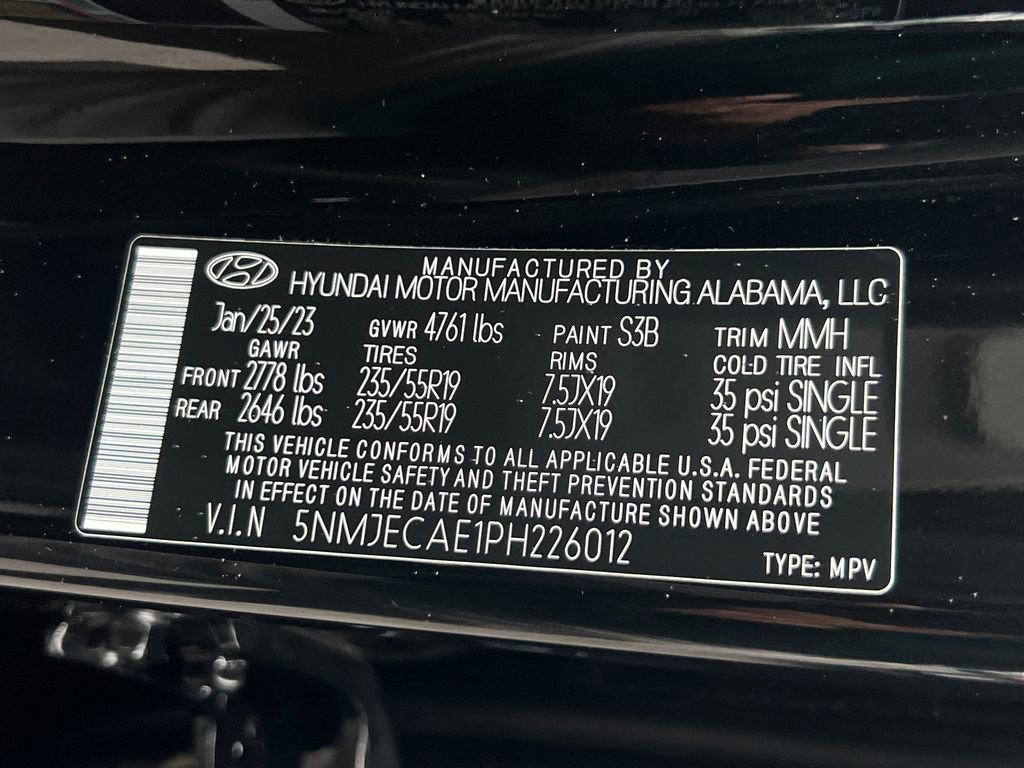 MANUFACTURED BY
HYUNDAI MOTOR MANUFACTURING ALABAMA, LLC
Jan/25/23 GVWR 4761 lbs PAINT S3B TRIM MMH
GAWR TIRES RIMS COLD TIRE INFL
FRONT 2778 lbs 235/55R19 7.5JX19 35 psi SINGLE
REAR 2646 lbs 235/55R19 7.5JX19 35 psi SINGLE
THIS VEHICLE CONFORMS TO ALL APPLICABLE U.S.A. FEDERAL
MOTOR VEHICLE SAFETY AND THEFT PREVENTION STANDARDS
IN EFFECT ON THE DATE OF MANUFACTURE SHOWN ABOVE
V.I.N 5NMJECAE1PH226012
TYPE: MPV